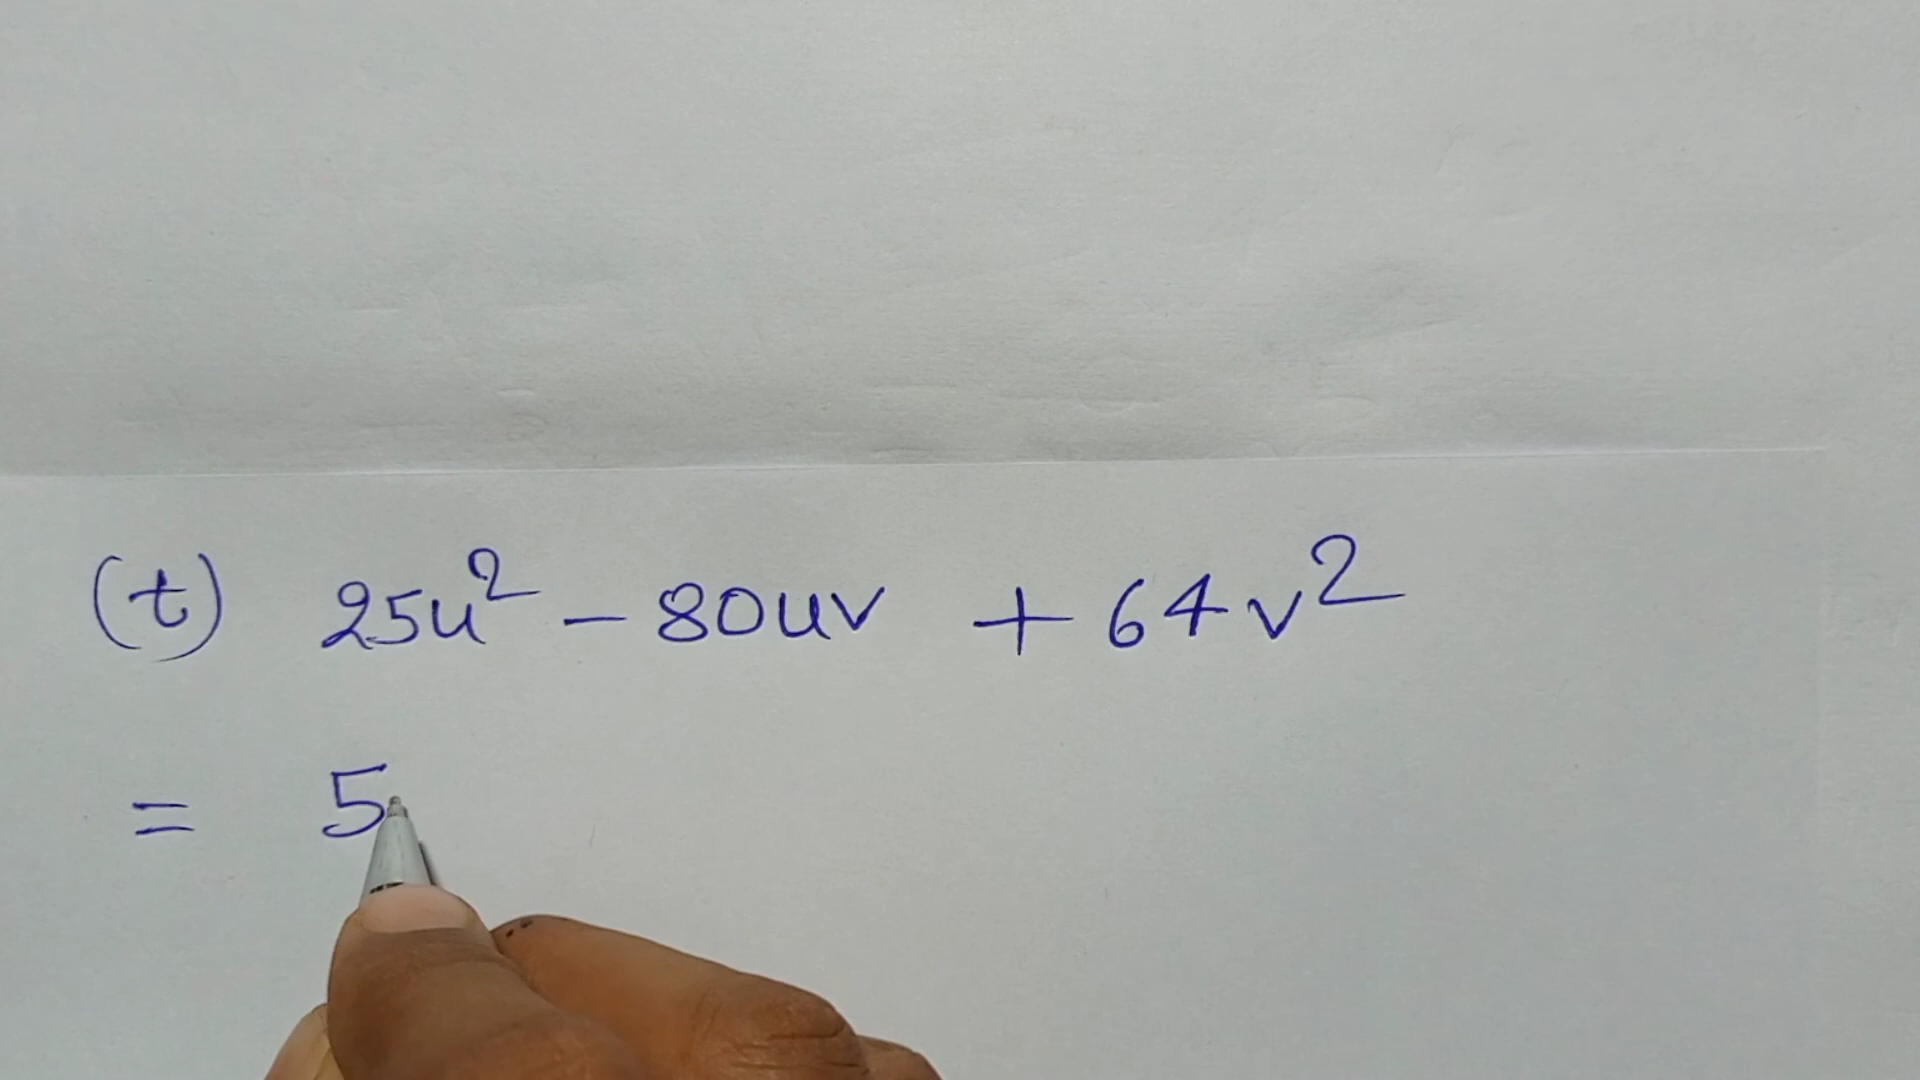 (t) 25u² - 80uv + 64v²
= 5